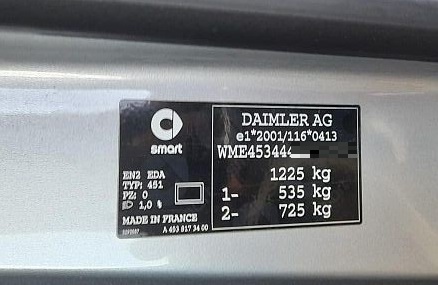 smart
EN2 EDA
TYP: 451
PZ: 0
1,0 %
MADE IN FRANCE
A 453 817 34 00
DAIMLER AG
e1*2001/116*0413
WME453444
1225 kg
1- 535 kg
2- 725 kg